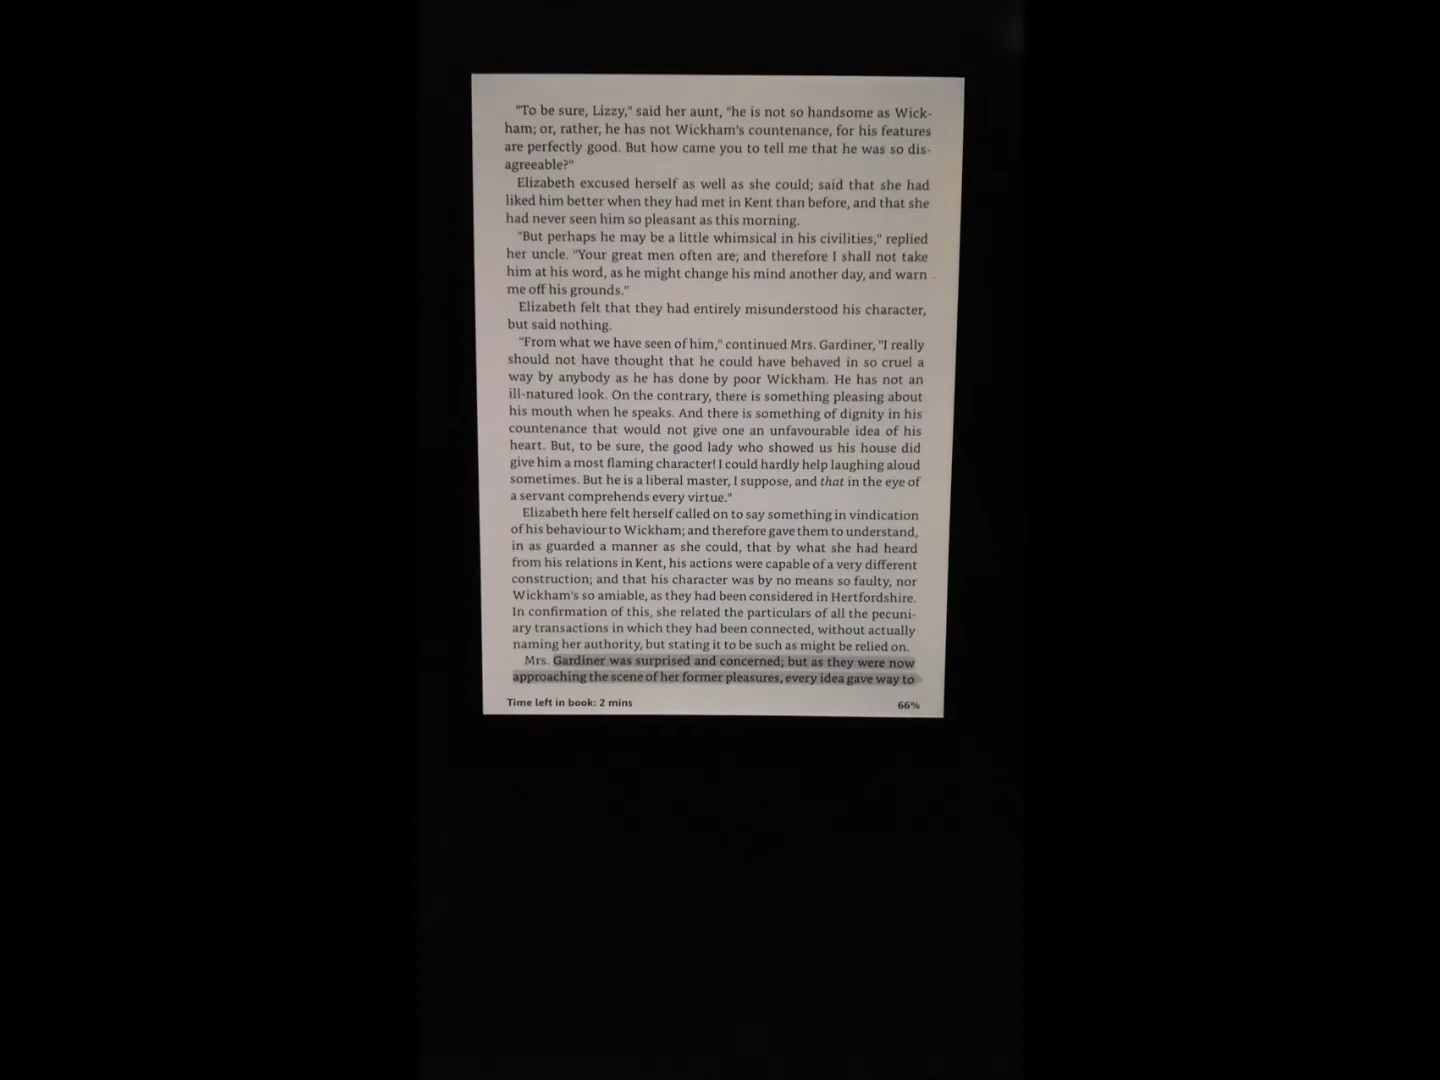 "To be sure, Lizzy," said her aunt, "he is not so handsome as Wick-
ham; or, rather, he has not Wickham's countenance, for his features
are perfectly good. But how came you to tell me that he was so dis-
agreeable?"
Elizabeth excused herself as well as she could; said that she had
liked him better when they had met in Kent than before, and that she
had never seen him so pleasant as this morning.
"But perhaps he may be a little whimsical in his civilities," replied
her uncle. "Your great men often are; and therefore I shall not take
him at his word, as he might change his mind another day, and warn
me off his grounds."
Elizabeth felt that they had entirely misunderstood his character,
but said nothing.
"From what we have seen of him," continued Mrs. Gardiner, "I really
should not have thought that he could have behaved in so cruel a
way by anybody as he has done by poor Wickham. He has not an
ill-natured look. On the contrary, there is something pleasing about
his mouth when he speaks. And there is something of dignity in his
countenance that would not give one an unfavourable idea of his
heart. But, to be sure, the good lady who showed us his house did
give him a most flaming character! I could hardly help laughing aloud
sometimes. But he is a liberal master, I suppose, and that in the eye of
a servant comprehends every virtue."
Elizabeth here felt herself called on to say something in vindication
of his behaviour to Wickham; and therefore gave them to understand,
in as guarded a manner as she could, that by what she had heard
from his relations in Kent, his actions were capable of a very different
construction; and that his character was by no means so faulty, nor
Wickham's so amiable, as they had been considered in Hertfordshire.
In confirmation of this, she related the particulars of all the pecuni-
ary transactions in which they had been connected, without actually
naming her authority, but stating it to be such as might be relied on.
Mrs. Gardiner was surprised and concerned; but as they were now
approaching the scene of her former pleasures, every idea gave way to
Time left in book: 2 mins 66%